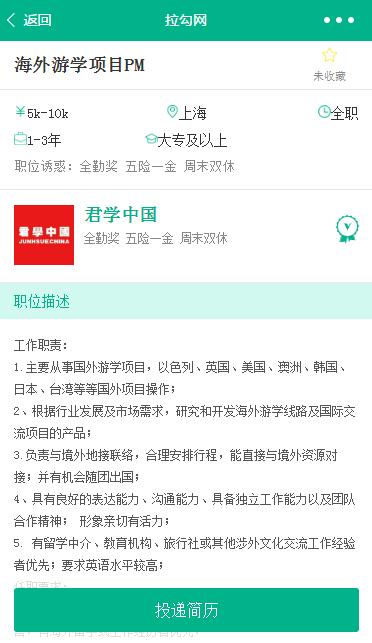 返回 拉勾网
海外游学项目PM
未收藏
¥5k-10k 上海 全职
1-3年 大专及以上
职位诱惑：全勤奖 五险一金 周末双休
君学中国
君學中國
JUNHSUECHINA
全勤奖 五险一金 周末双休
职位描述
工作职责：
1.主要从事国外游学项目，以色列、英国、美国、澳洲、韩国、
日本、台湾等等国外项目操作；
2、根据行业发展及市场需求，研究和开发海外游学线路及国际交
流项目的产品；
3.负责与境外地接联络，合理安排行程，能直接与境外资源对
接；并有机会随团出国；
4、具有良好的表达能力、沟通能力、具备独立工作能力以及团队
合作精神； 形象亲切有活力；
5. 有留学中介、教育机构、旅行社或其他涉外文化交流工作经验
者优先；要求英语水平较高；
任职要求：
投递简历